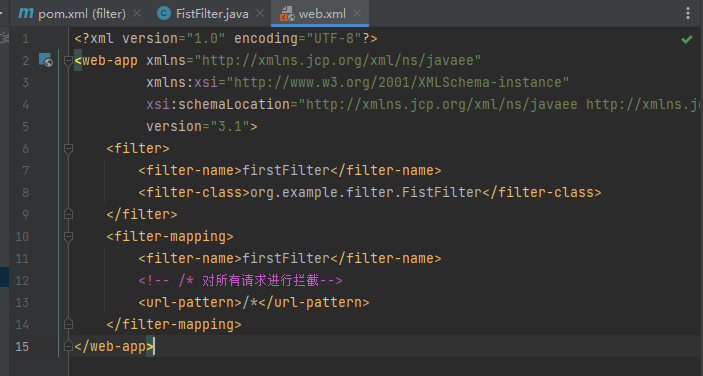 pom.xml (filter) FistFilter.java web.xml
1 <?xml version="1.0" encoding="UTF-8"?>
2 <web-app xmlns="http://xmlns.jcp.org/xml/ns/javaee"
3 xmlns:xsi="http://www.w3.org/2001/XMLSchema-instance"
4 xsi:schemaLocation="http://xmlns.jcp.org/xml/ns/javaee http://xmlns.j
5 version="3.1">
6 <filter>
7 <filter-name>firstFilter</filter-name>
8 <filter-class>org.example.filter.FistFilter</filter-class>
9 </filter>
10 <filter-mapping>
11 <filter-name>firstFilter</filter-name>
12 <!-- /* 对所有请求进行拦截-->
13 <url-pattern>/*</url-pattern>
14 </filter-mapping>
15 </web-app>